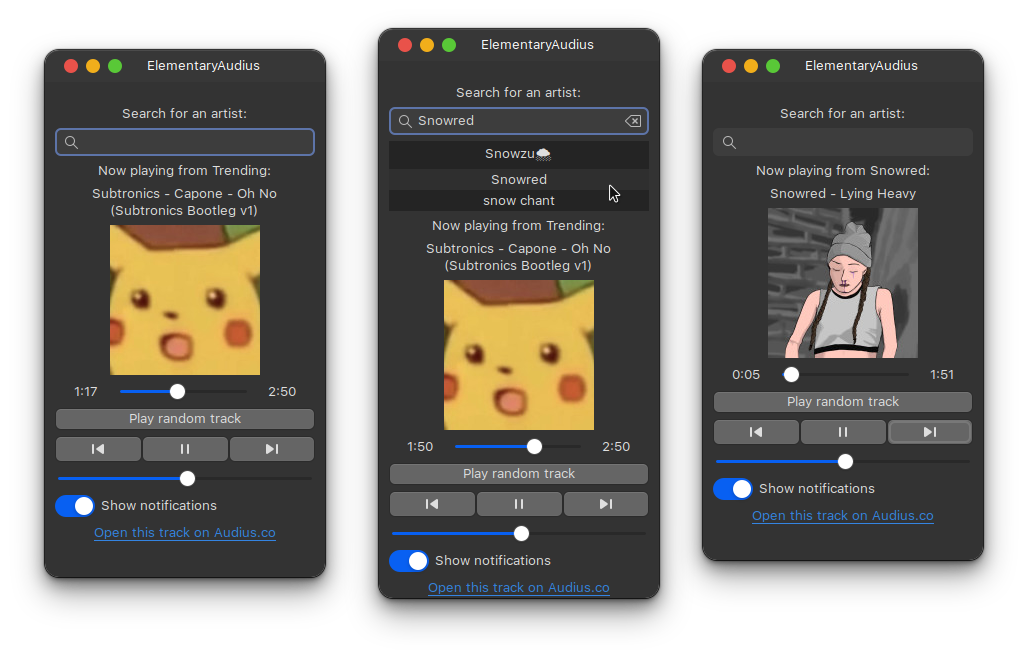 ElementaryAudius
Search for an artist:
Now playing from Trending:
Subtronics - Capone - Oh No
(Subtronics Bootleg v1)
1:17 2:50
Play random track
Show notifications
Open this track on Audius.co
ElementaryAudius
Search for an artist:
Snowred
Snowzu🌨
Snowred
snow chant
Now playing from Trending:
Subtronics - Capone - Oh No
(Subtronics Bootleg v1)
1:50 2:50
Play random track
Show notifications
Open this track on Audius.co
ElementaryAudius
Search for an artist:
Now playing from Snowred:
Snowred - Lying Heavy
0:05 1:51
Play random track
Show notifications
Open this track on Audius.co